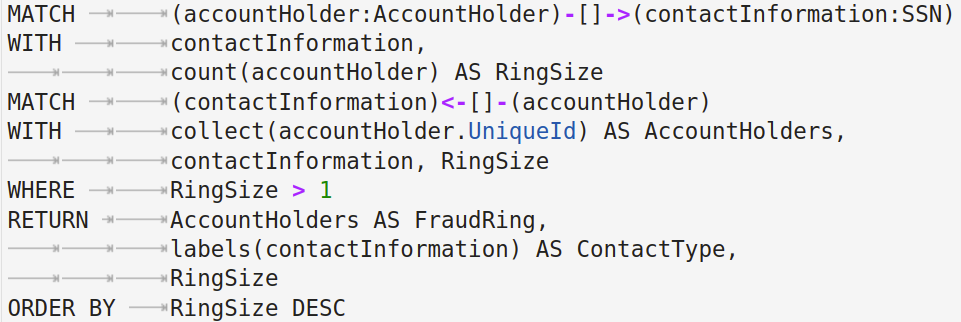 MATCH (accountHolder:AccountHolder)-[]->(contactInformation:SSN)
WITH contactInformation,
count(accountHolder) AS RingSize
MATCH (contactInformation)<-[]-(accountHolder)
WITH collect(accountHolder.UniqueId) AS AccountHolders,
contactInformation, RingSize
WHERE RingSize > 1
RETURN AccountHolders AS FraudRing,
labels(contactInformation) AS ContactType,
RingSize
ORDER BY RingSize DESC